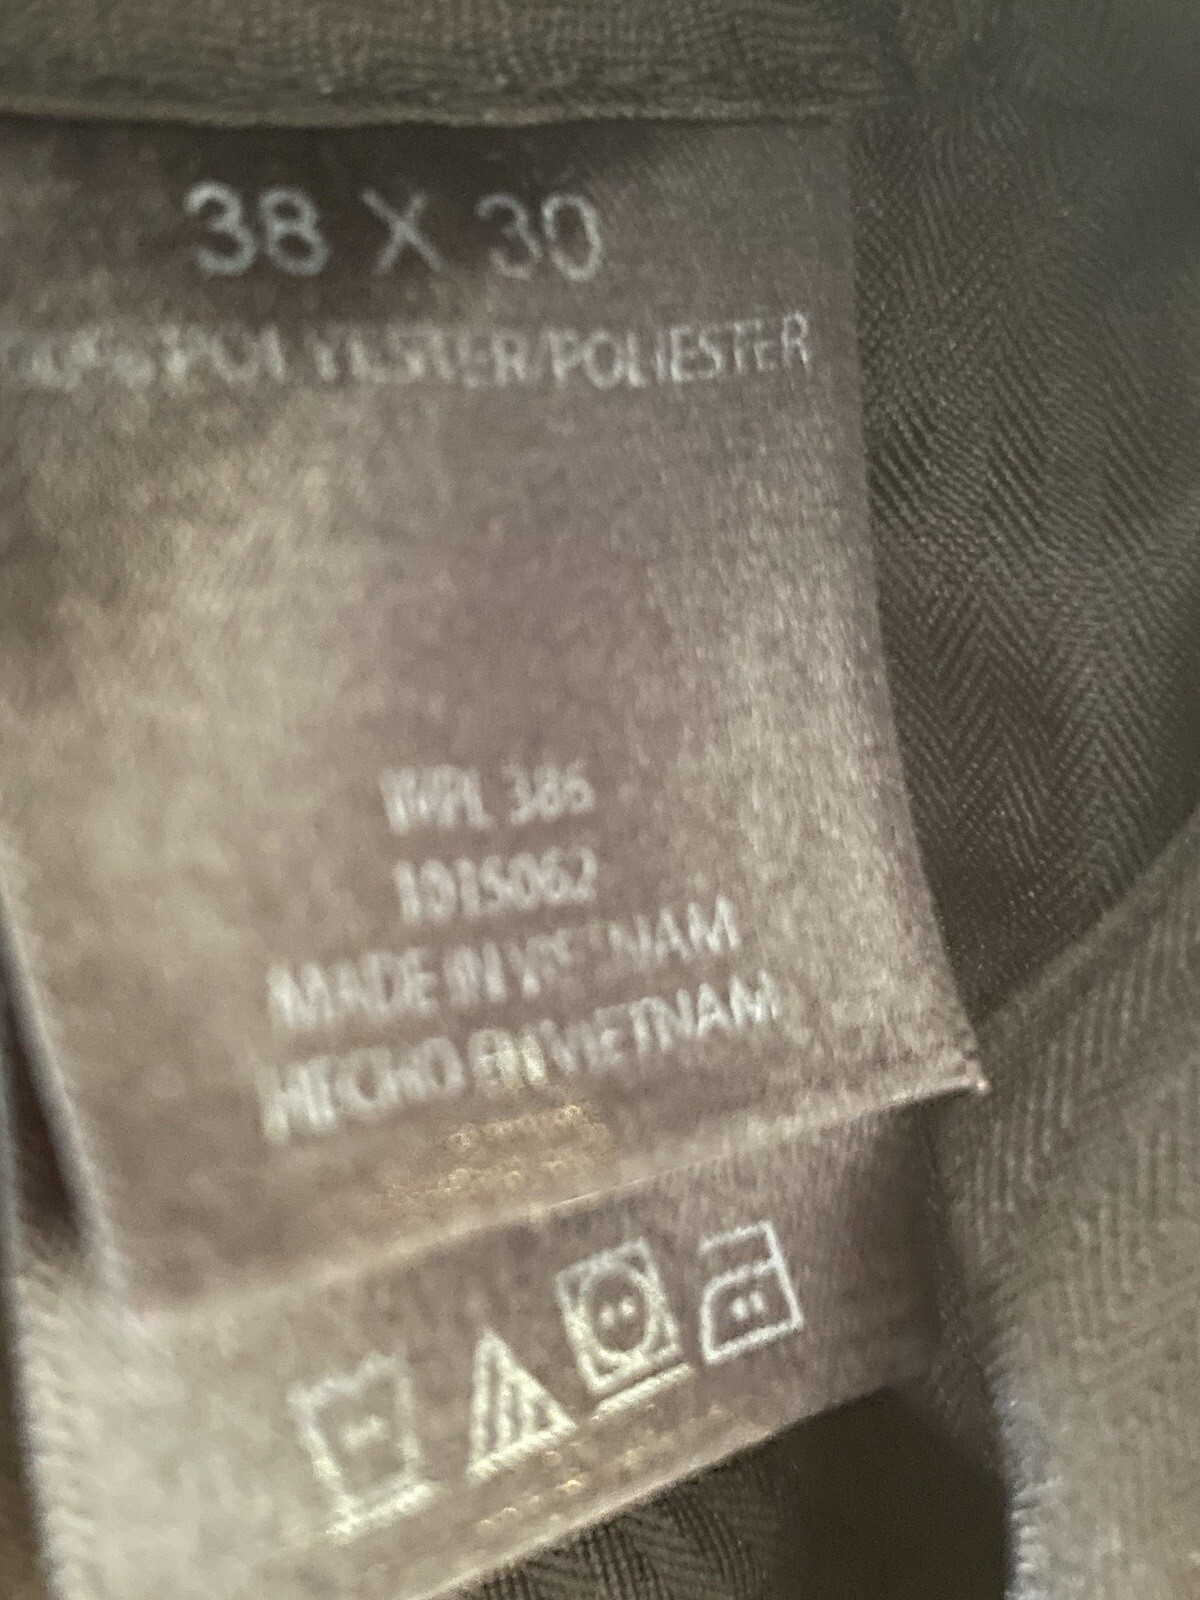 38 X 30
POLYESTER/POLIESTER
WPL 386
1015062
MADE IN VIETNAM
HECHO EN VIETNAM